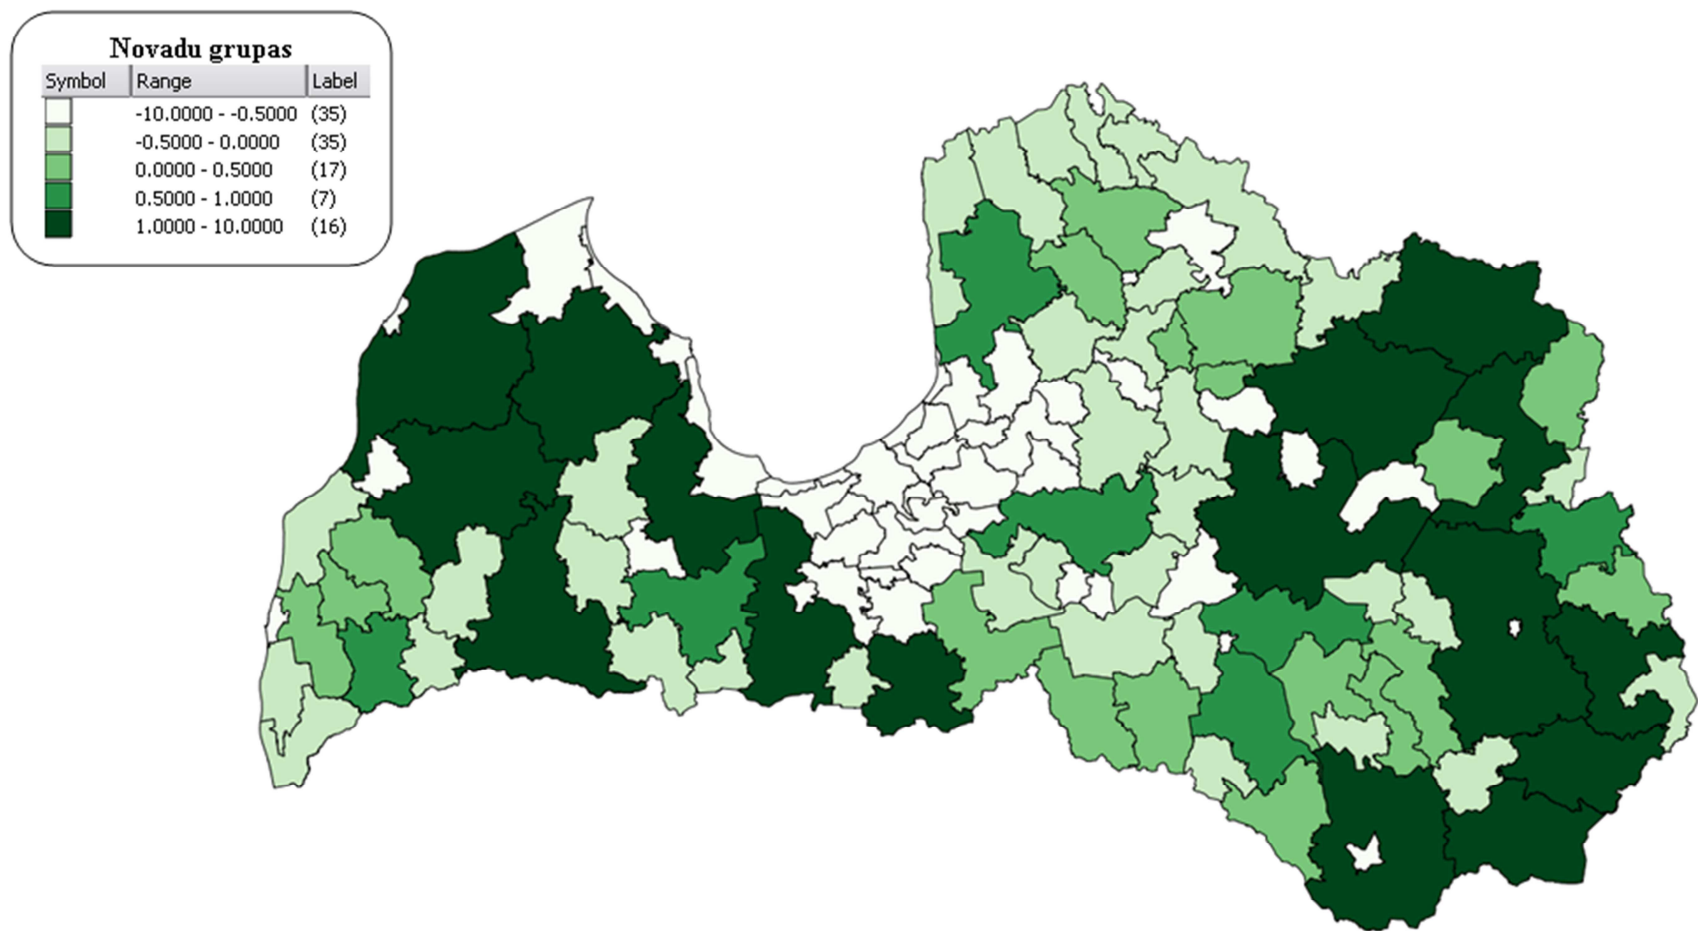 Novadu grupas
Symbol Range Label
-10.0000 - -0.5000 (35)
-0.5000 - 0.0000 (35)
0.0000 - 0.5000 (17)
0.5000 - 1.0000 (7)
1.0000 - 10.0000 (16)